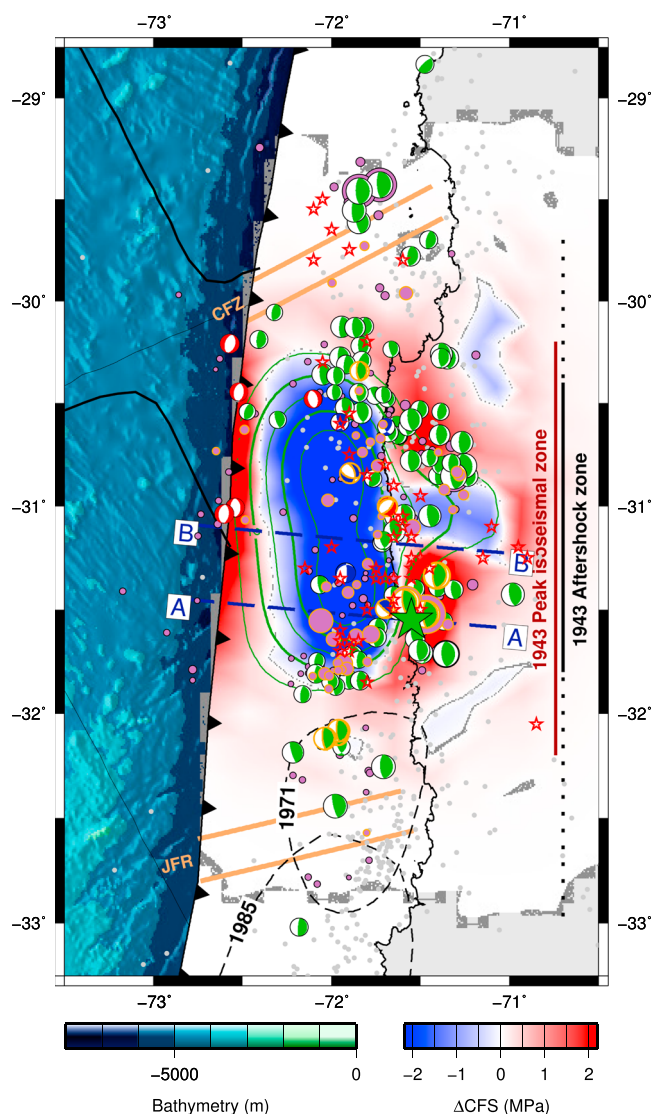 −73˚ −72˚ −71˚
−29˚ −29˚
−30˚ −30˚
CFZ
1943 Peak isoseismal zone
1943 Aftershock zone
−31˚ −31˚
B B
A A
−32˚ −32˚
1971
JFR
1985
−33˚ −33˚
−73˚ −72˚ −71˚
−5000 0
Bathymetry (m)
−2 −1 0 1 2
ΔCFS (MPa)